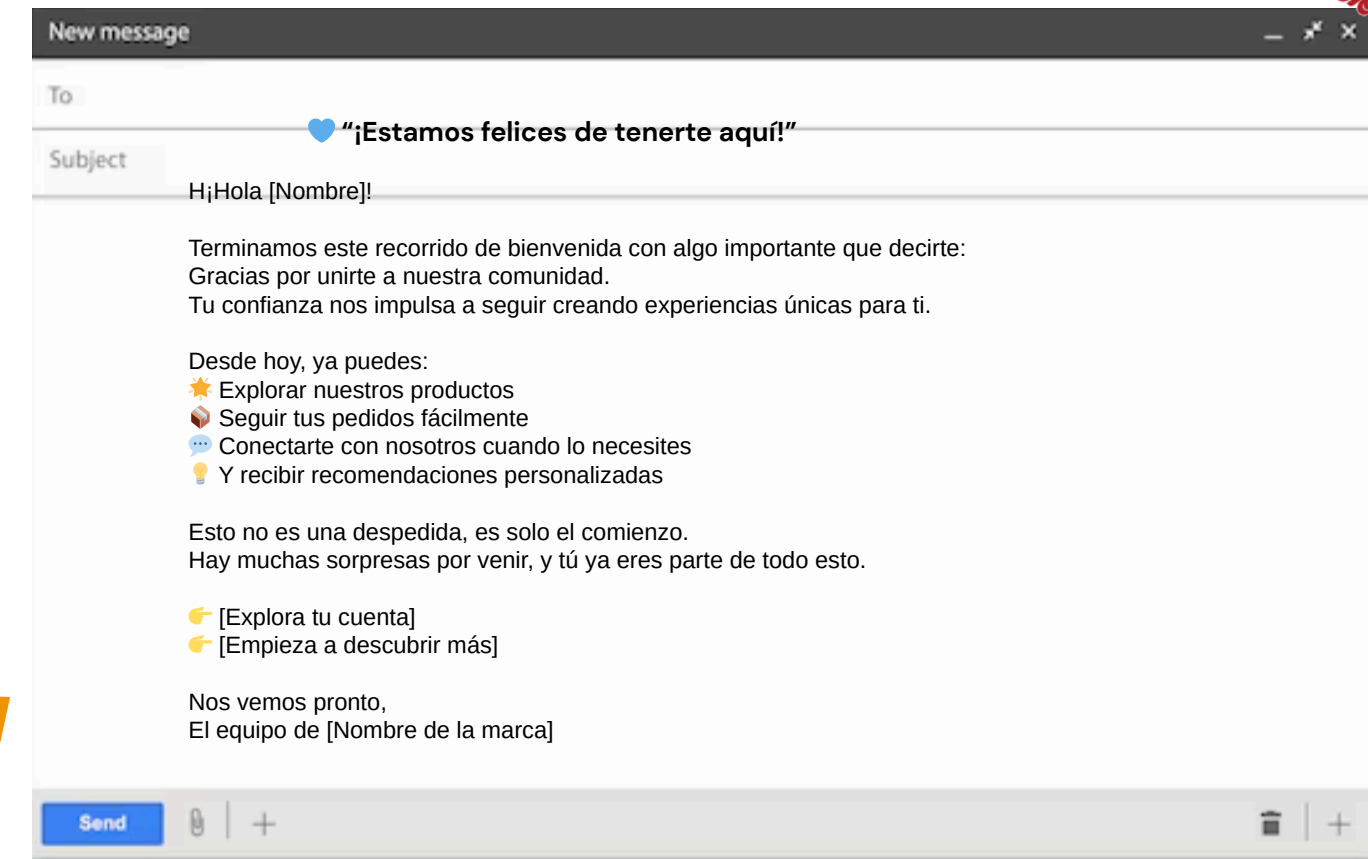 New message
To
💙 “¡Estamos felices de tenerte aquí!”
Subject
H¡Hola [Nombre]!
Terminamos este recorrido de bienvenida con algo importante que decirte:
Gracias por unirte a nuestra comunidad.
Tu confianza nos impulsa a seguir creando experiencias únicas para ti.
Desde hoy, ya puedes:
🌟 Explorar nuestros productos
📦 Seguir tus pedidos fácilmente
💬 Conectarte con nosotros cuando lo necesites
💡 Y recibir recomendaciones personalizadas
Esto no es una despedida, es solo el comienzo.
Hay muchas sorpresas por venir, y tú ya eres parte de todo esto.
👉 [Explora tu cuenta]
👉 [Empieza a descubrir más]
Nos vemos pronto,
El equipo de [Nombre de la marca]
Send